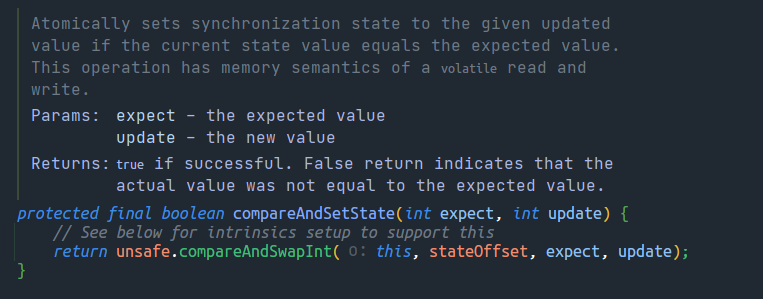 Atomically sets synchronization state to the given updated
value if the current state value equals the expected value.
This operation has memory semantics of a volatile read and
write.
Params: expect – the expected value
update – the new value
Returns: true if successful. False return indicates that the
actual value was not equal to the expected value.
protected final boolean compareAndSetState(int expect, int update) {
// See below for intrinsics setup to support this
return unsafe.compareAndSwapInt( o: this, stateOffset, expect, update);
}